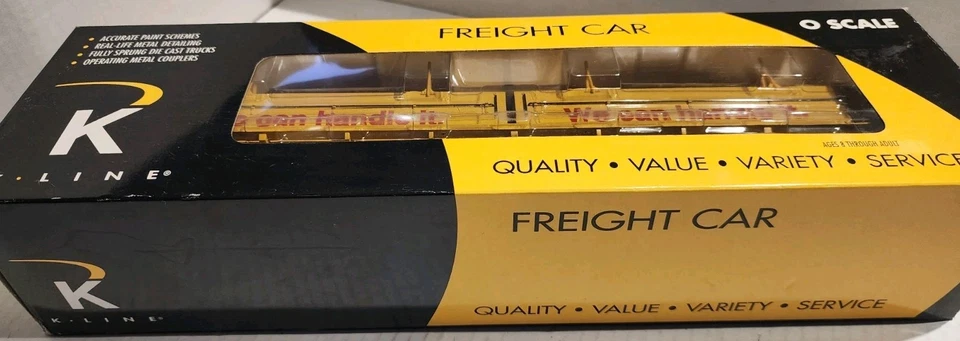 • ACCURATE PAINT SCHEMES
• REAL-LIFE METAL DETAILING
• FULLY SPRUNG DIE CAST TRUCKS
• OPERATING METAL COUPLERS
FREIGHT CAR
O SCALE
K
K·LINE®
can handle it.
We can handle it
AGES 8 THROUGH ADULT
QUALITY • VALUE • VARIETY • SERVICE
FREIGHT CAR
K
K·LINE®
QUALITY • VALUE • VARIETY • SERVICE